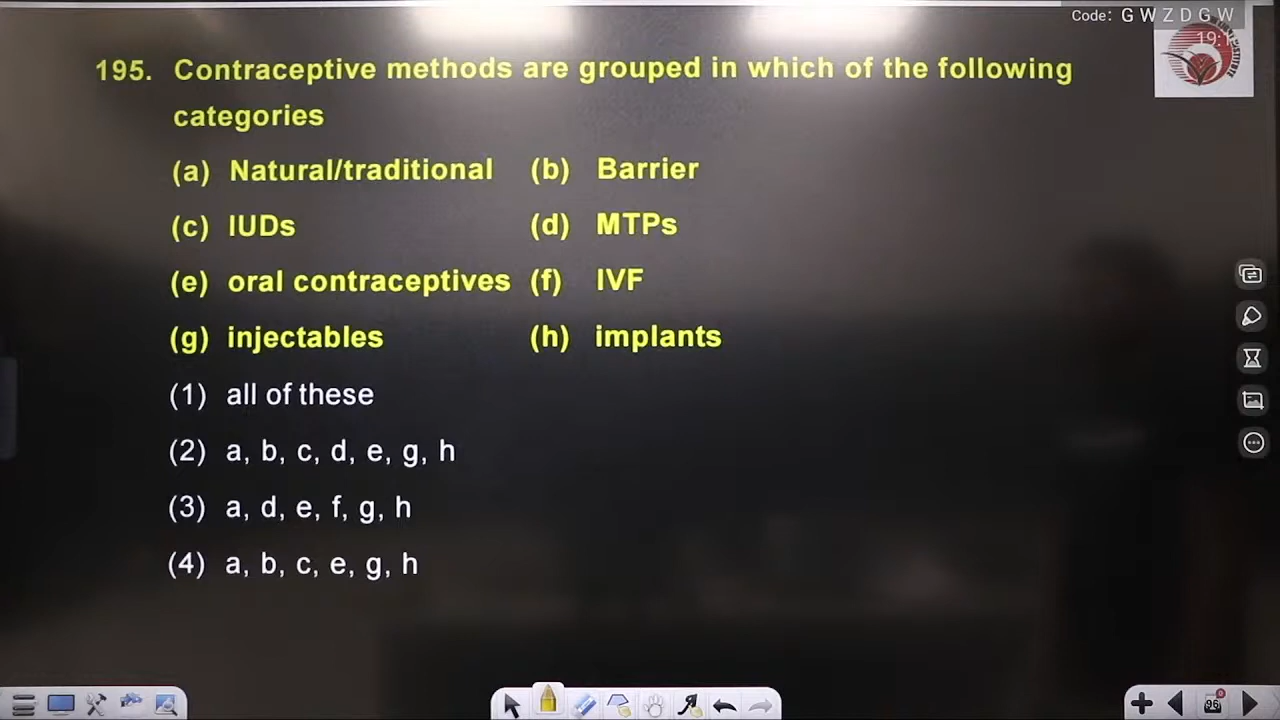 Code: G W Z D G W
195. Contraceptive methods are grouped in which of the following
categories
(a) Natural/traditional (b) Barrier
(c) IUDs (d) MTPs
(e) oral contraceptives (f) IVF
(g) injectables (h) implants
(1) all of these
(2) a, b, c, d, e, g, h
(3) a, d, e, f, g, h
(4) a, b, c, e, g, h